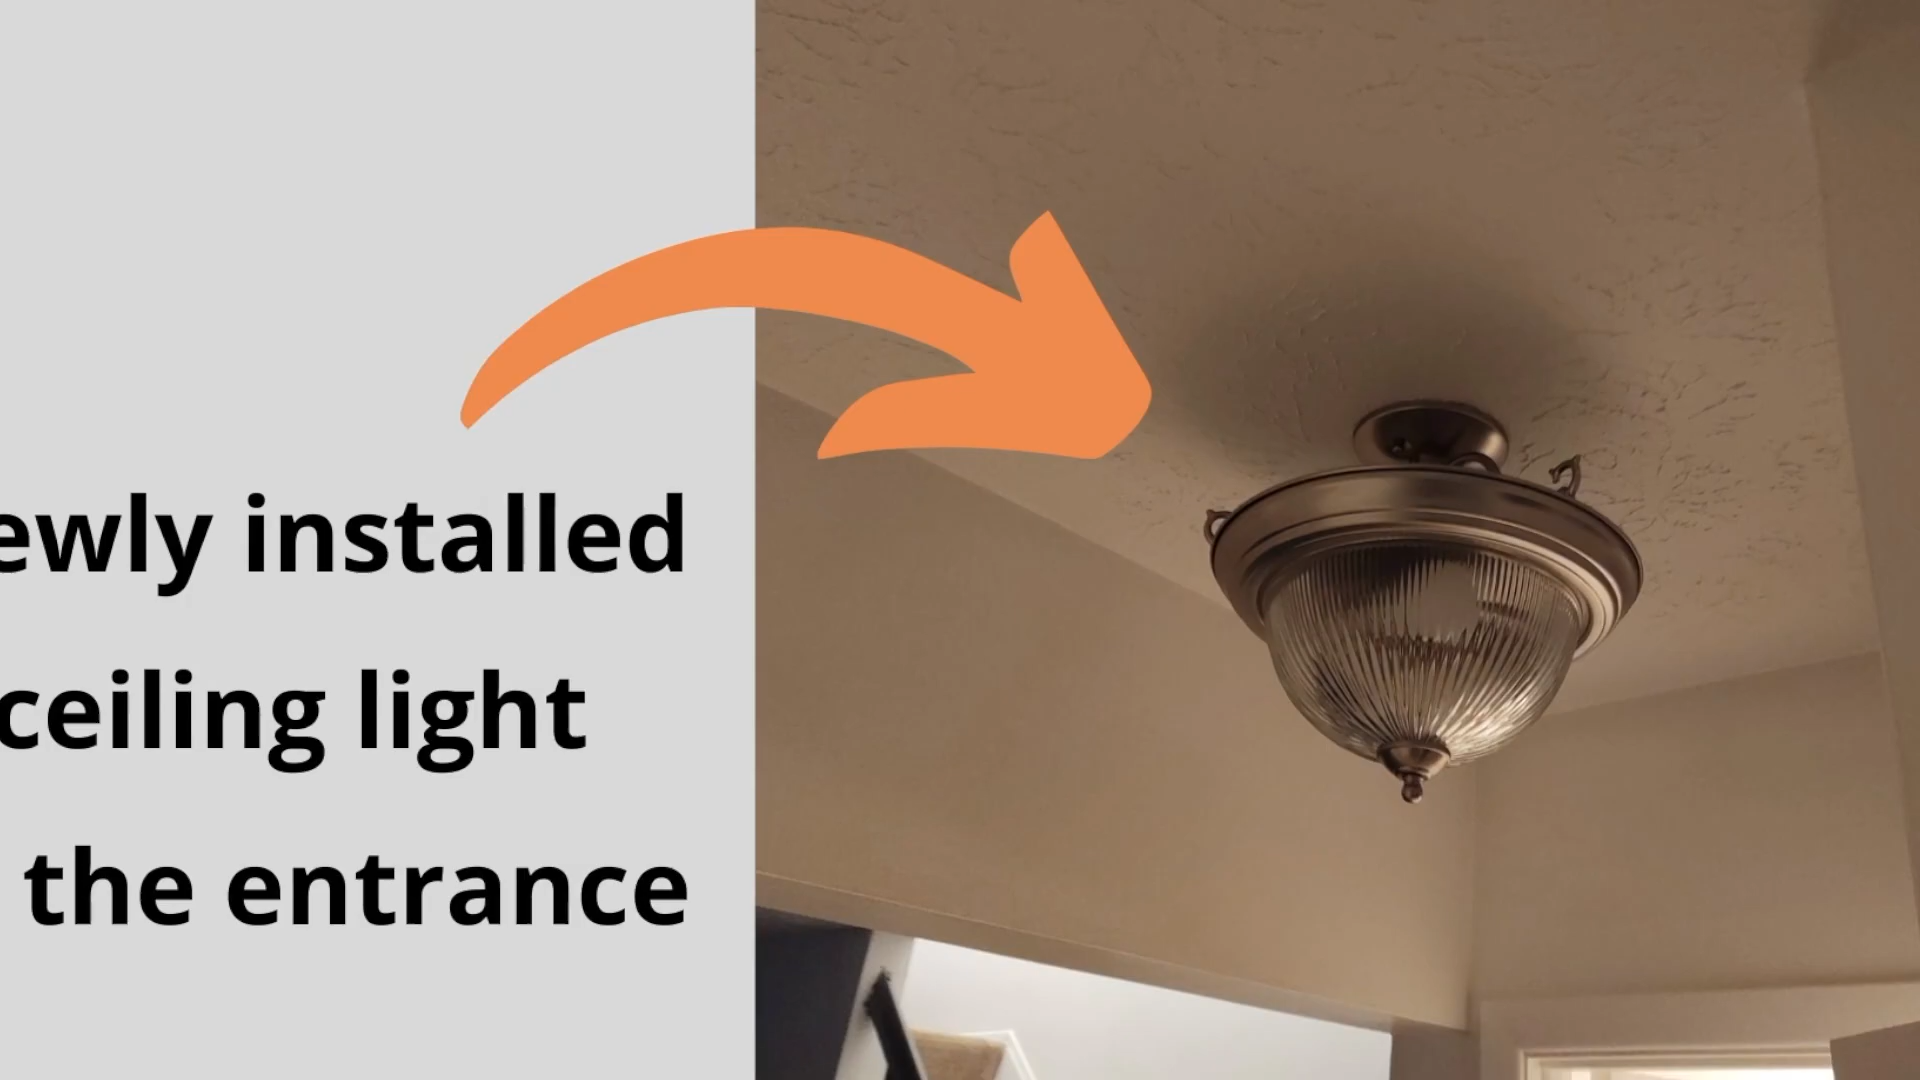 ewly installed
ceiling light
the entrance